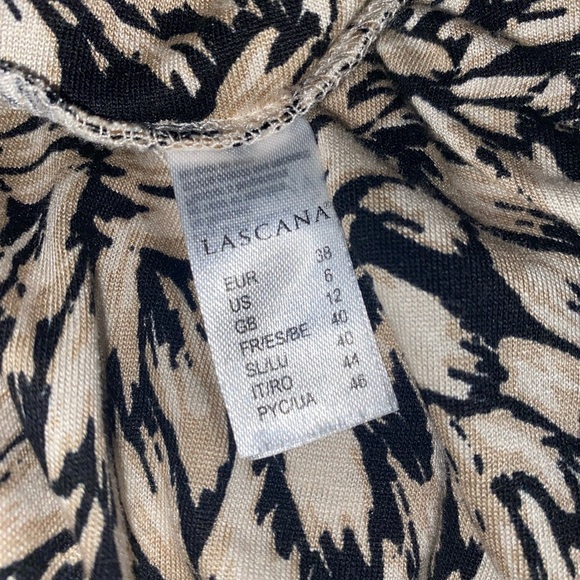 LASCANA
EUR 38
US 6
GB 12
FR/ES/BE 40
SL/LU 40
IT/RO 44
PYC/UA 46